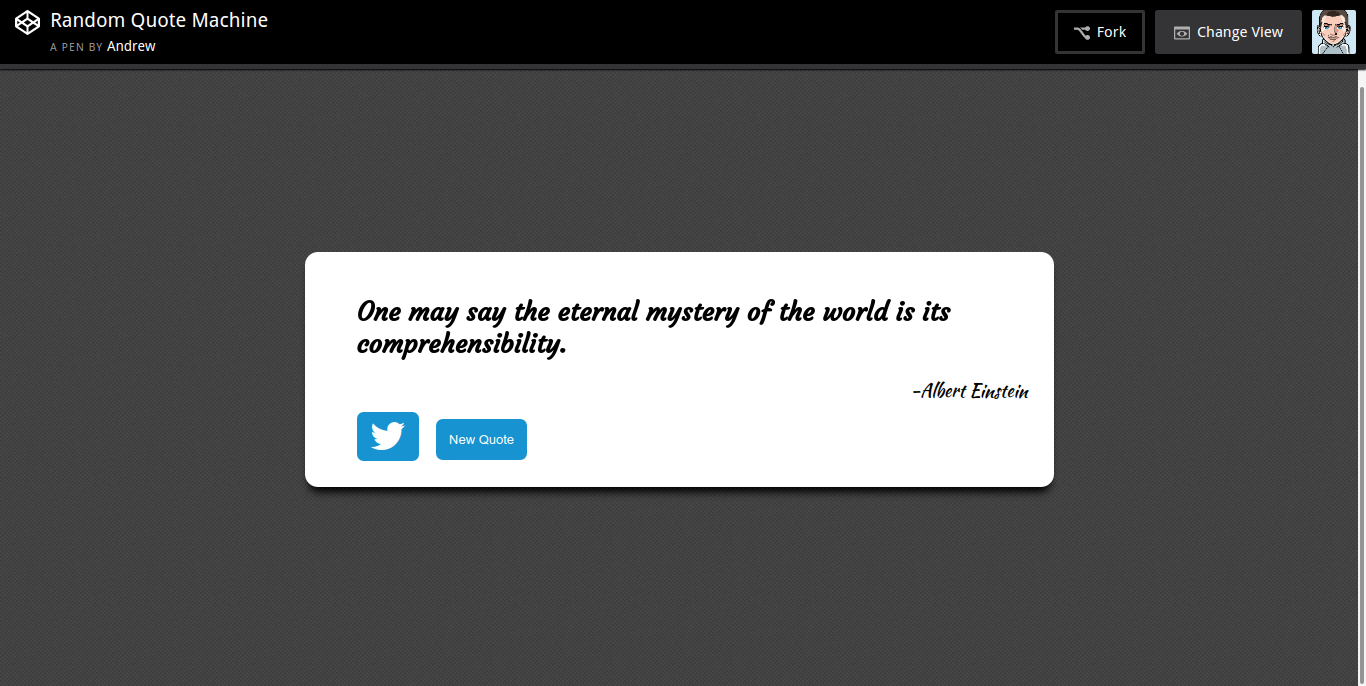 Random Quote Machine
A PEN BY Andrew
Fork
Change View
One may say the eternal mystery of the world is its
comprehensibility.
-Albert Einstein
New Quote